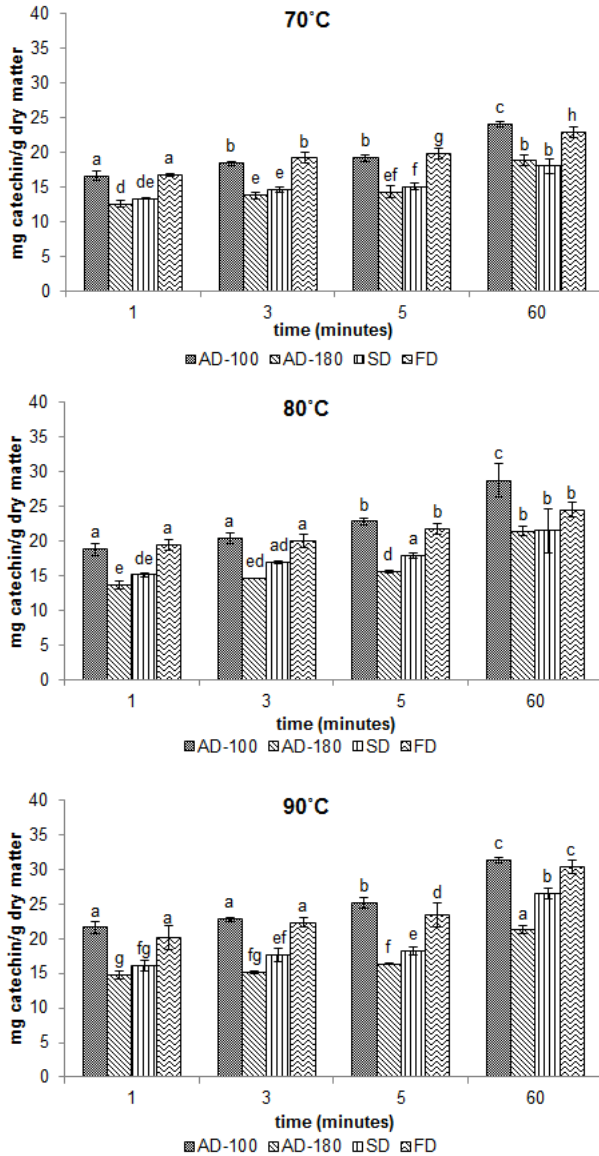 70˚C
mg catechin/g dry matter
40
35
30
25
20
15
10
5
0
a d de a
b e e b
b ef f g
c b b h
1 3 5 60
time (minutes)
AD-100 AD-180 SD FD
80˚C
mg catechin/g dry matter
40
35
30
25
20
15
10
5
0
a e de a
a ed ad a
b d a b
c b b b
1 3 5 60
time (minutes)
AD-100 AD-180 SD FD
90˚C
mg catechin/g dry matter
40
35
30
25
20
15
10
5
0
a g fg a
a fg ef a
b f e d
c a b c
1 3 5 60
time (minutes)
AD-100 AD-180 SD FD